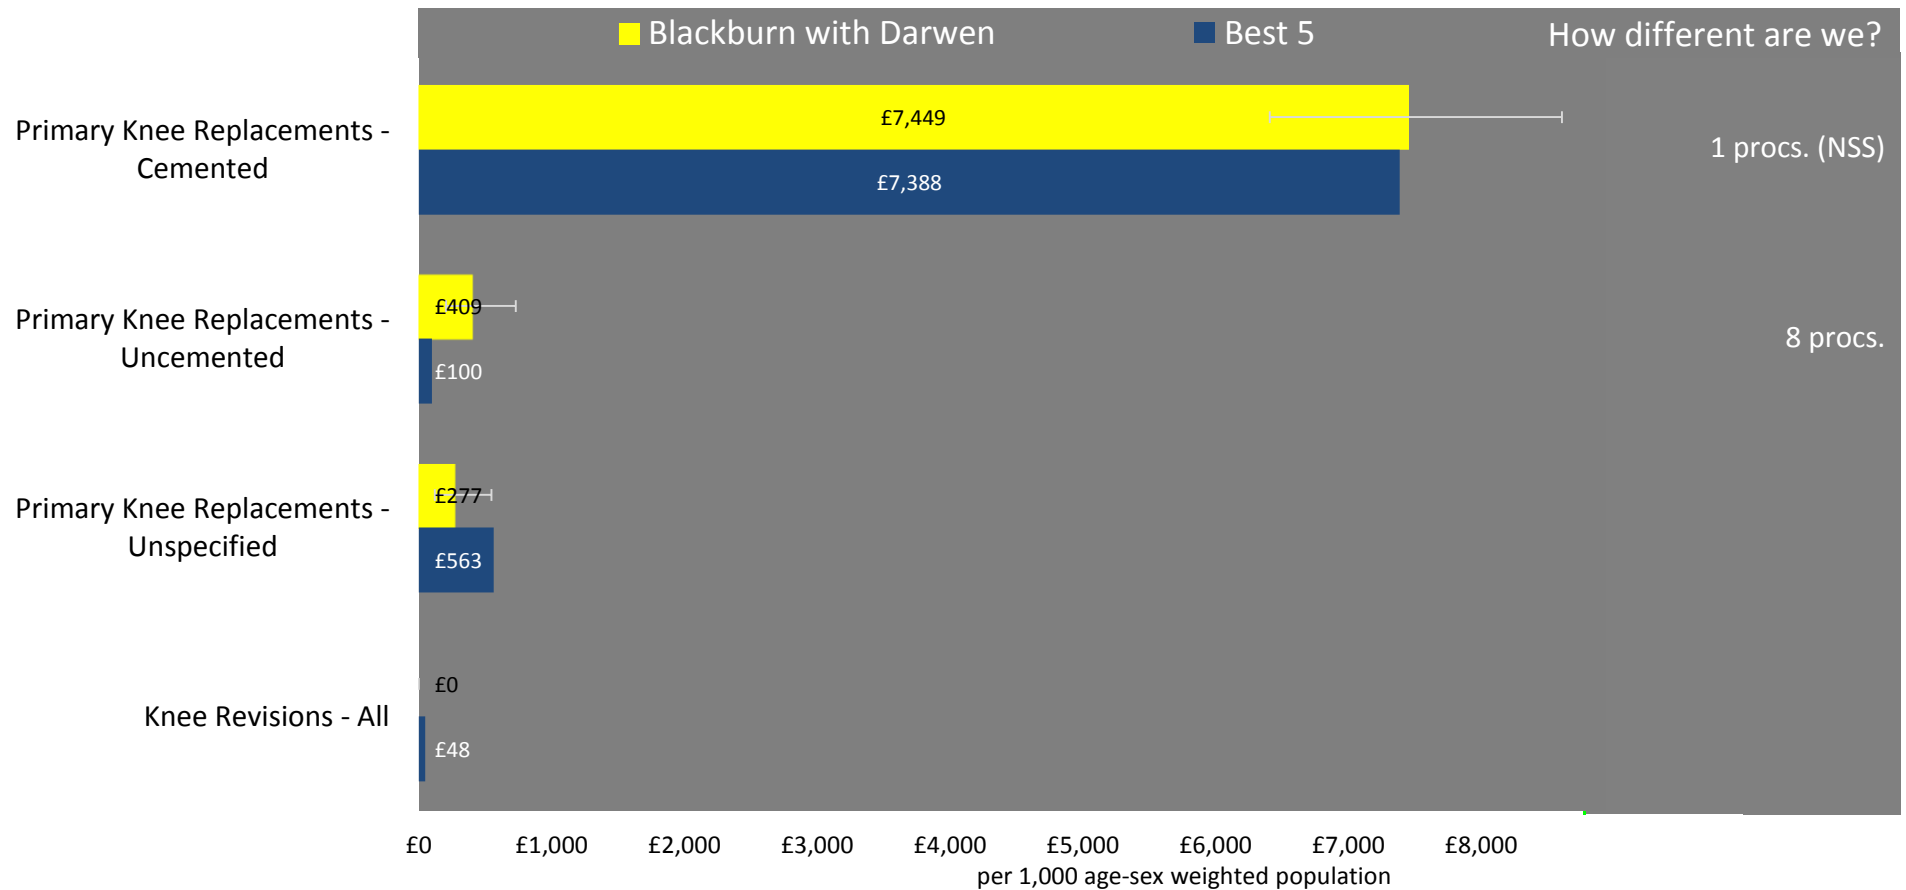 Blackburn with Darwen
Best 5
How different are we?
Primary Knee Replacements -
Cemented
£7,449
£7,388
1 procs. (NSS)
Primary Knee Replacements -
Uncemented
£409
£100
8 procs.
Primary Knee Replacements -
Unspecified
£277
£563
Knee Revisions - All
£0
£48
£0 £1,000 £2,000 £3,000 £4,000 £5,000 £6,000 £7,000 £8,000
per 1,000 age-sex weighted population